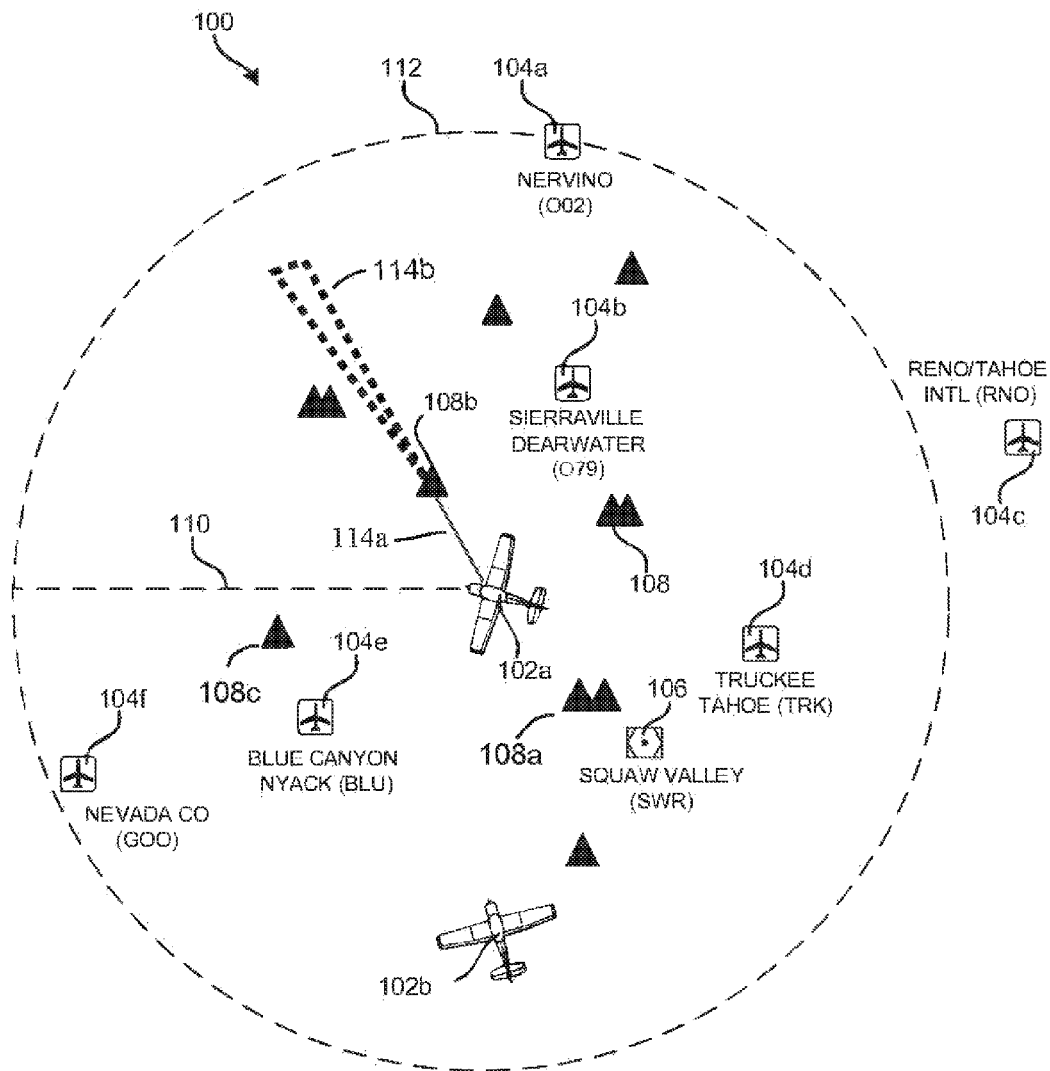 100
112
104a
NERVINO
(O02)
114b
104b
108b
SIERRAVILLE
DEARWATER
(O79)
RENO/TAHOE
INTL (RNO)
104c
110
114a
108
104d
102a
108c
104e
TRUCKEE
TAHOE (TRK)
104f
106
108a
BLUE CANYON
NYACK (BLU)
SQUAW VALLEY
(SWR)
NEVADA CO
(GOO)
102b